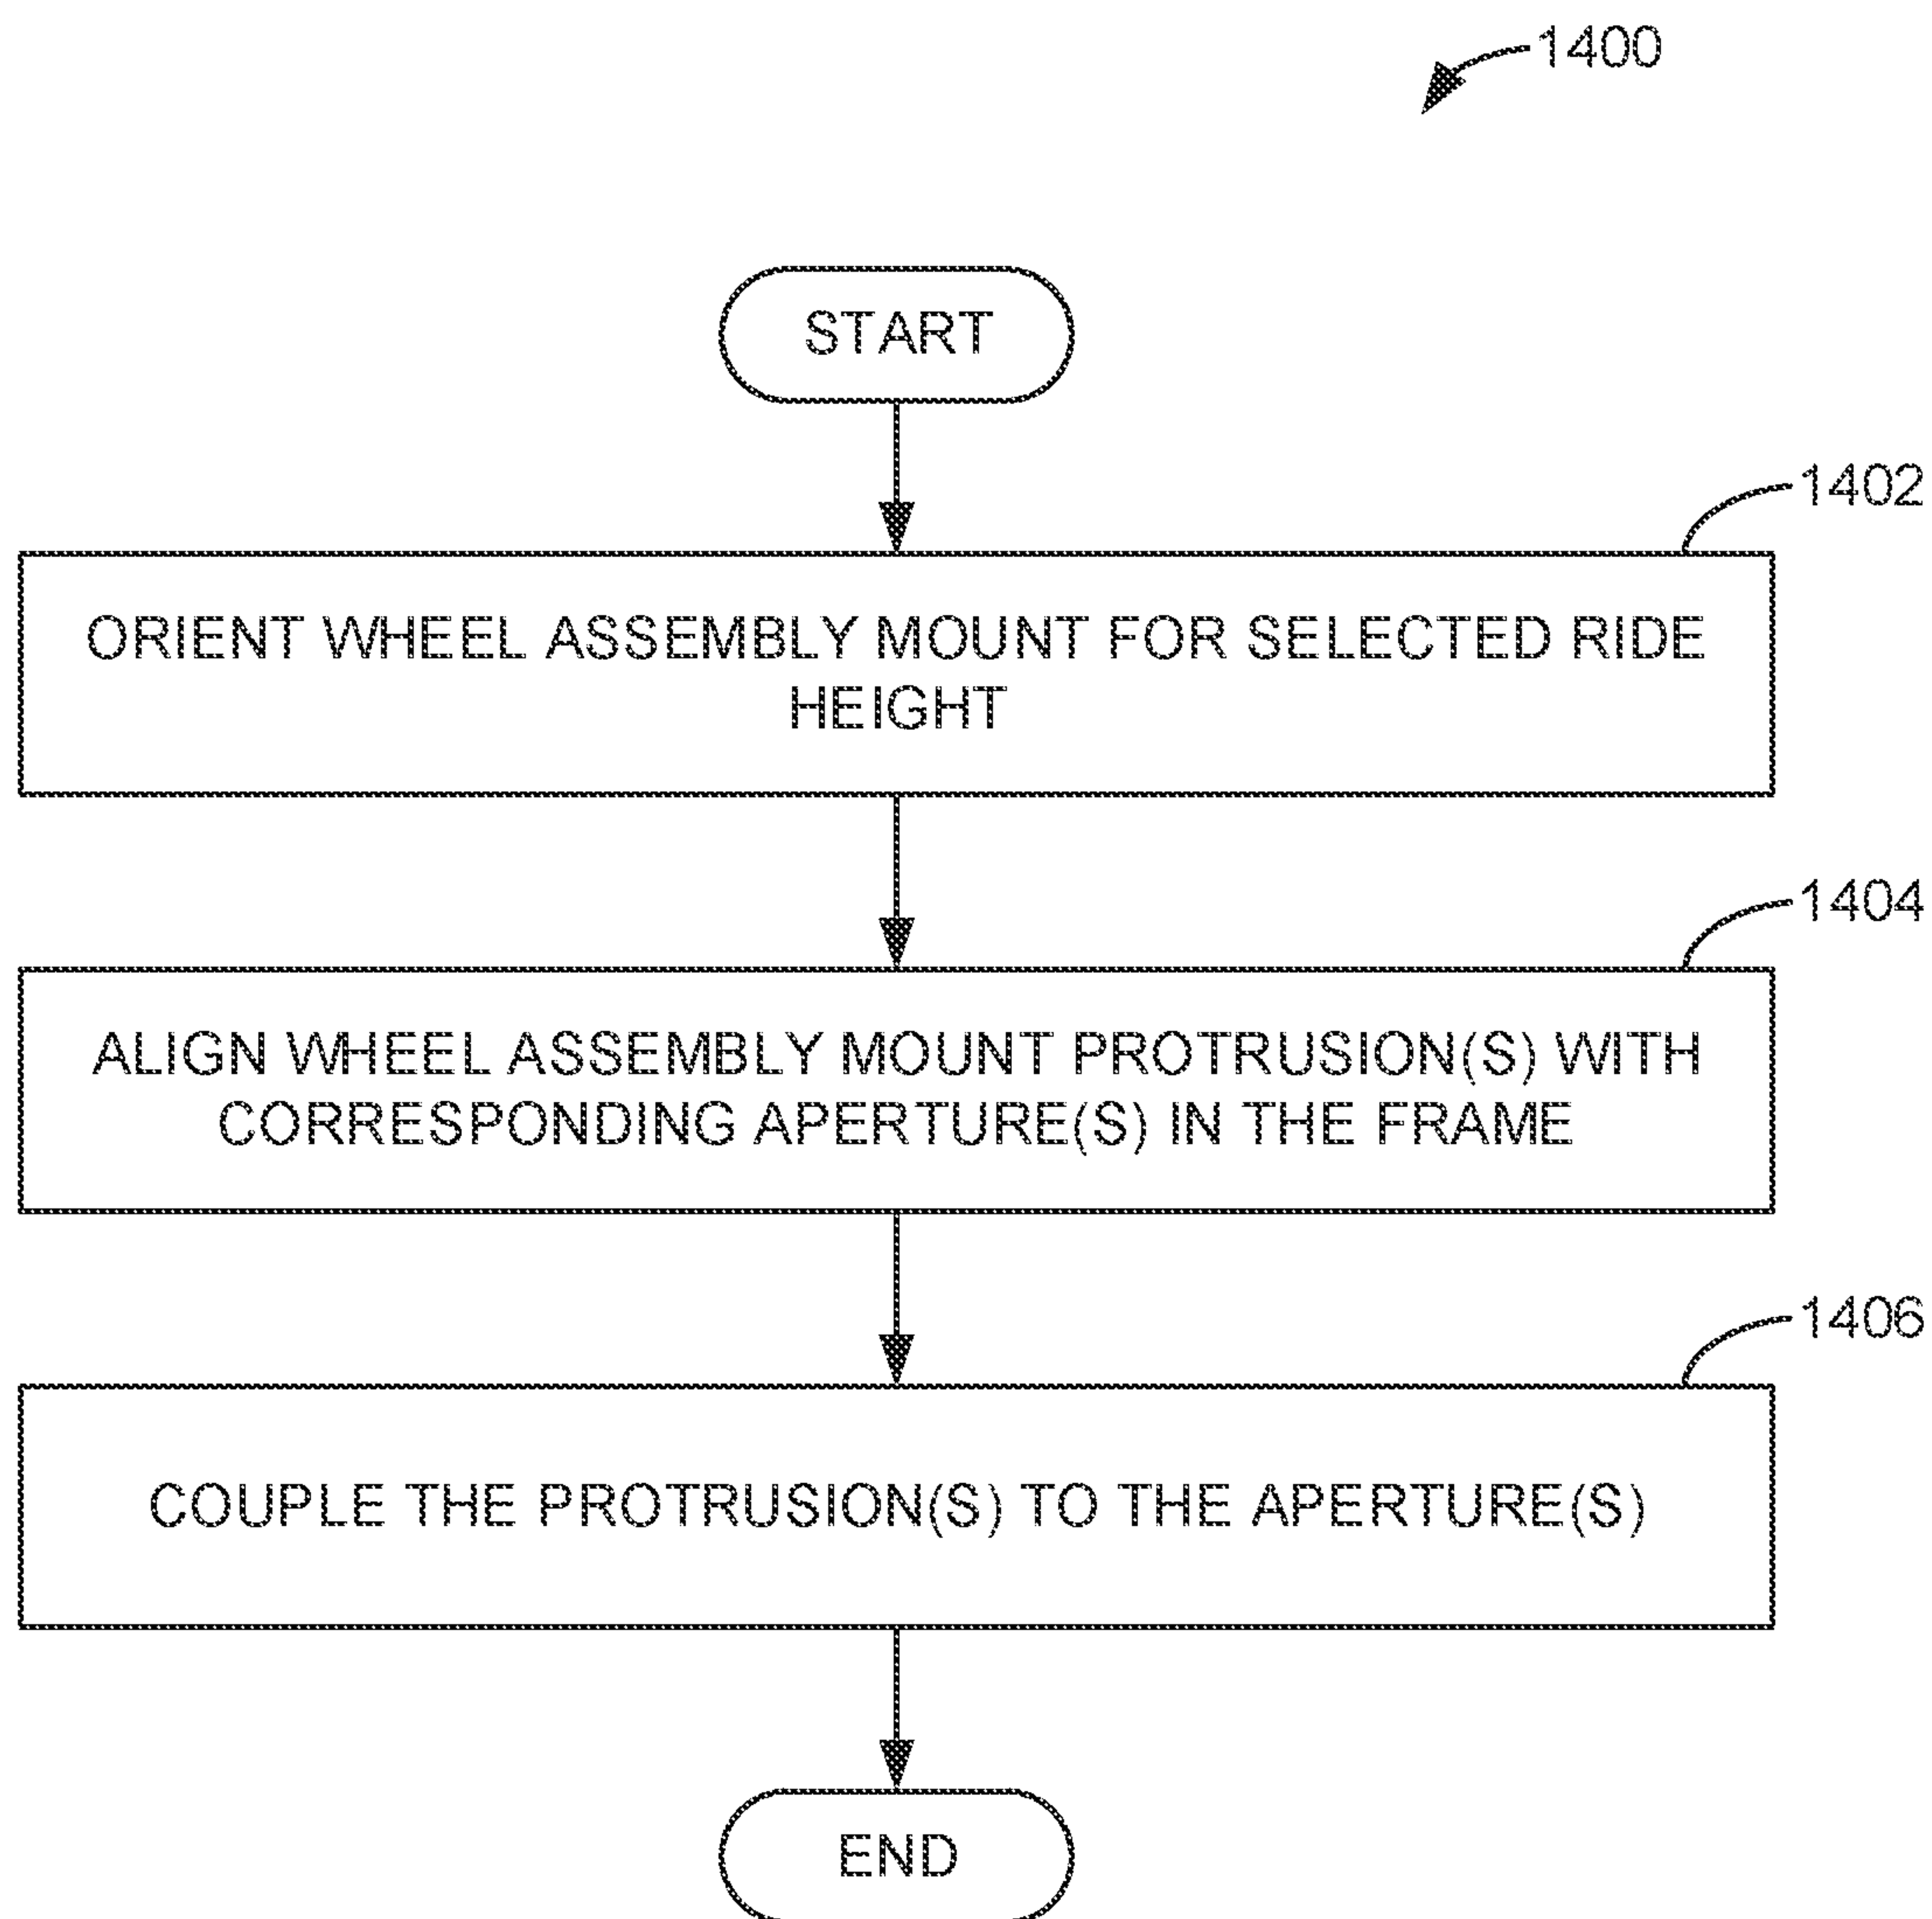 1400
START
1402
ORIENT WHEEL ASSEMBLY MOUNT FOR SELECTED RIDE
HEIGHT
1404
ALIGN WHEEL ASSEMBLY MOUNT PROTRUSION(S) WITH
CORRESPONDING APERTURE(S) IN THE FRAME
1406
COUPLE THE PROTRUSION(S) TO THE APERTURE(S)
END